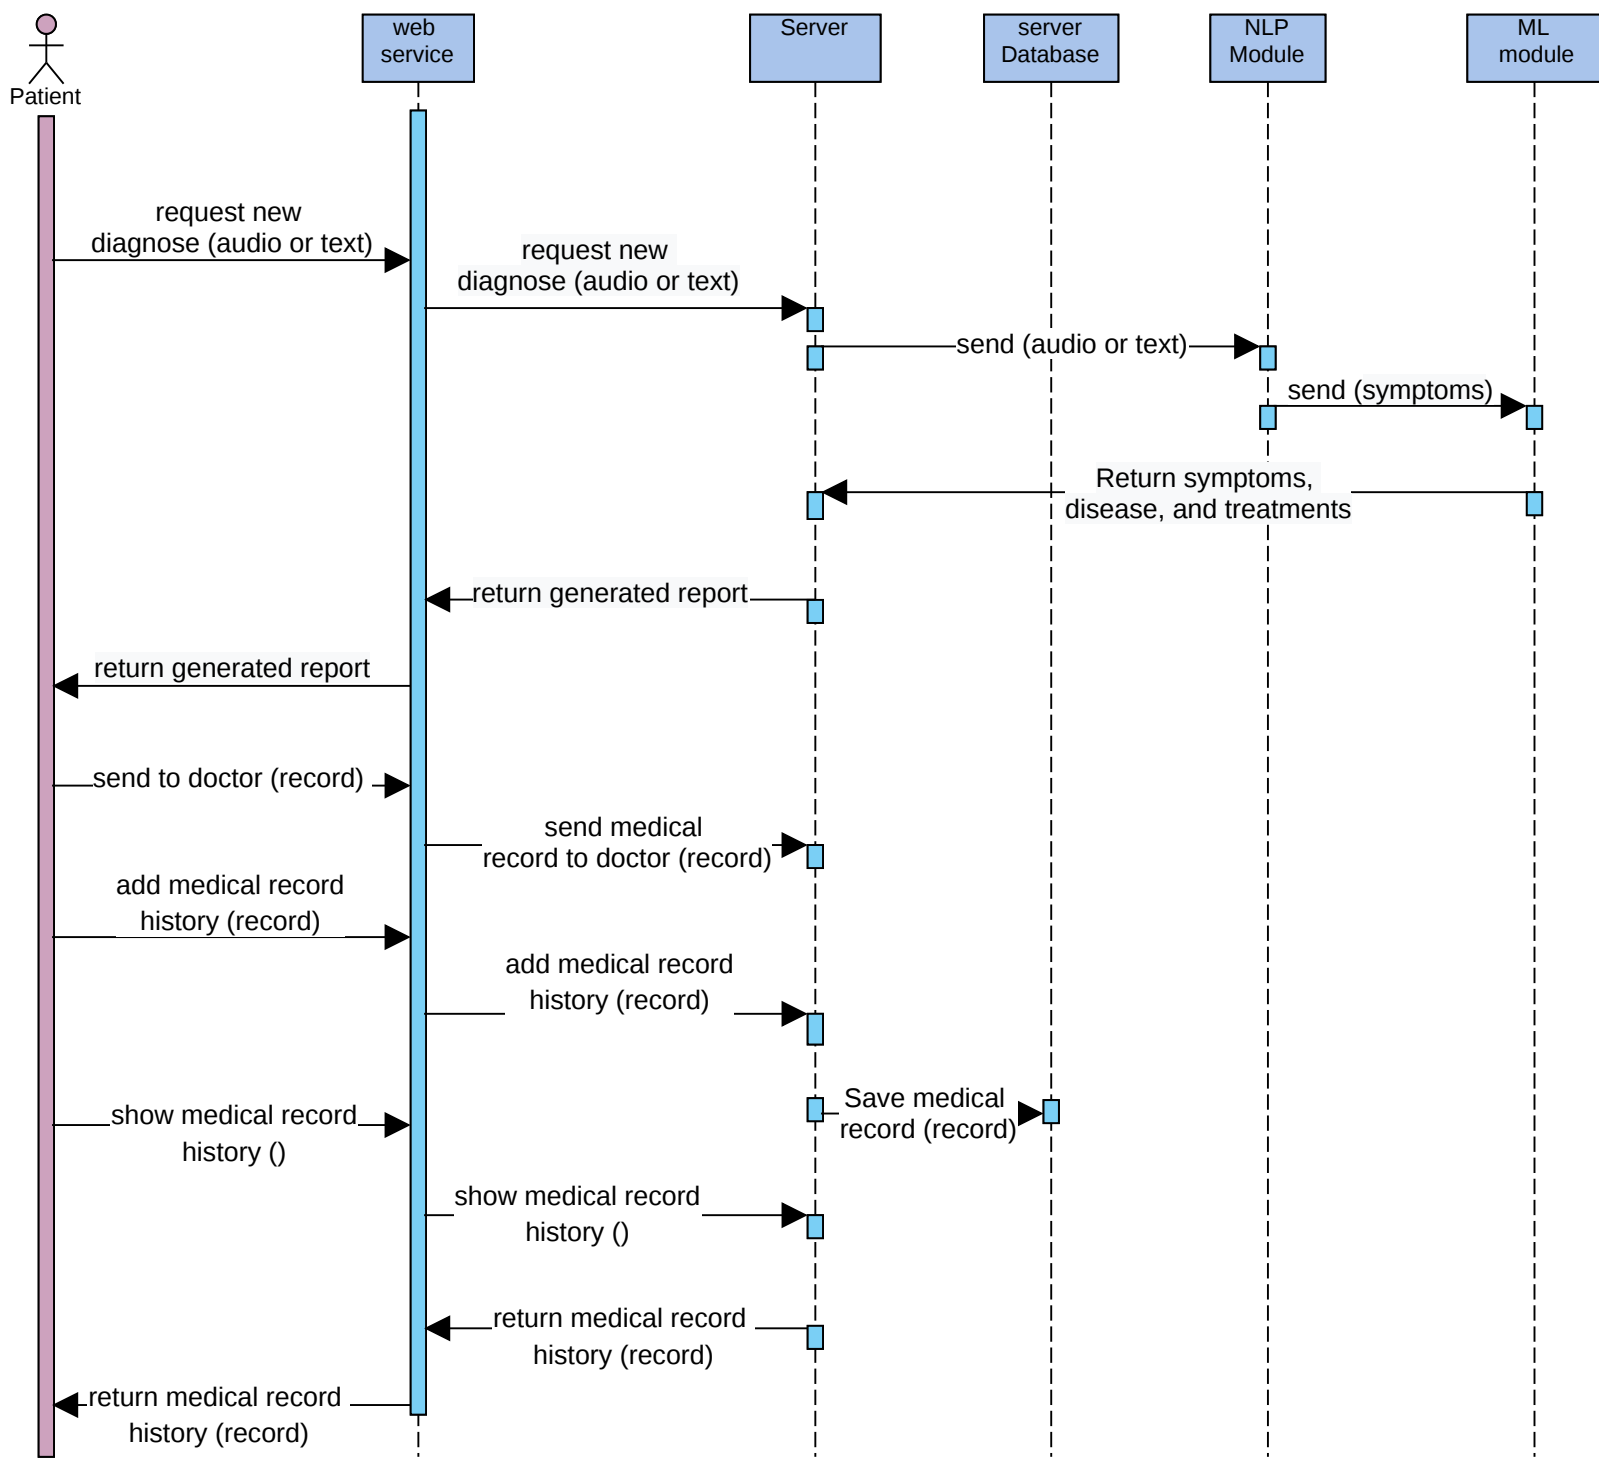 Patient
web
service
Server
server
Database
NLP
Module
ML
module
request new
diagnose (audio or text)
request new
diagnose (audio or text)
send (audio or text)
send (symptoms)
Return symptoms,
disease, and treatments
return generated report
return generated report
send to doctor (record)
send medical
record to doctor (record)
add medical record
history (record)
add medical record
history (record)
Save medical
record (record)
show medical record
history ()
show medical record
history ()
return medical record
history (record)
return medical record
history (record)